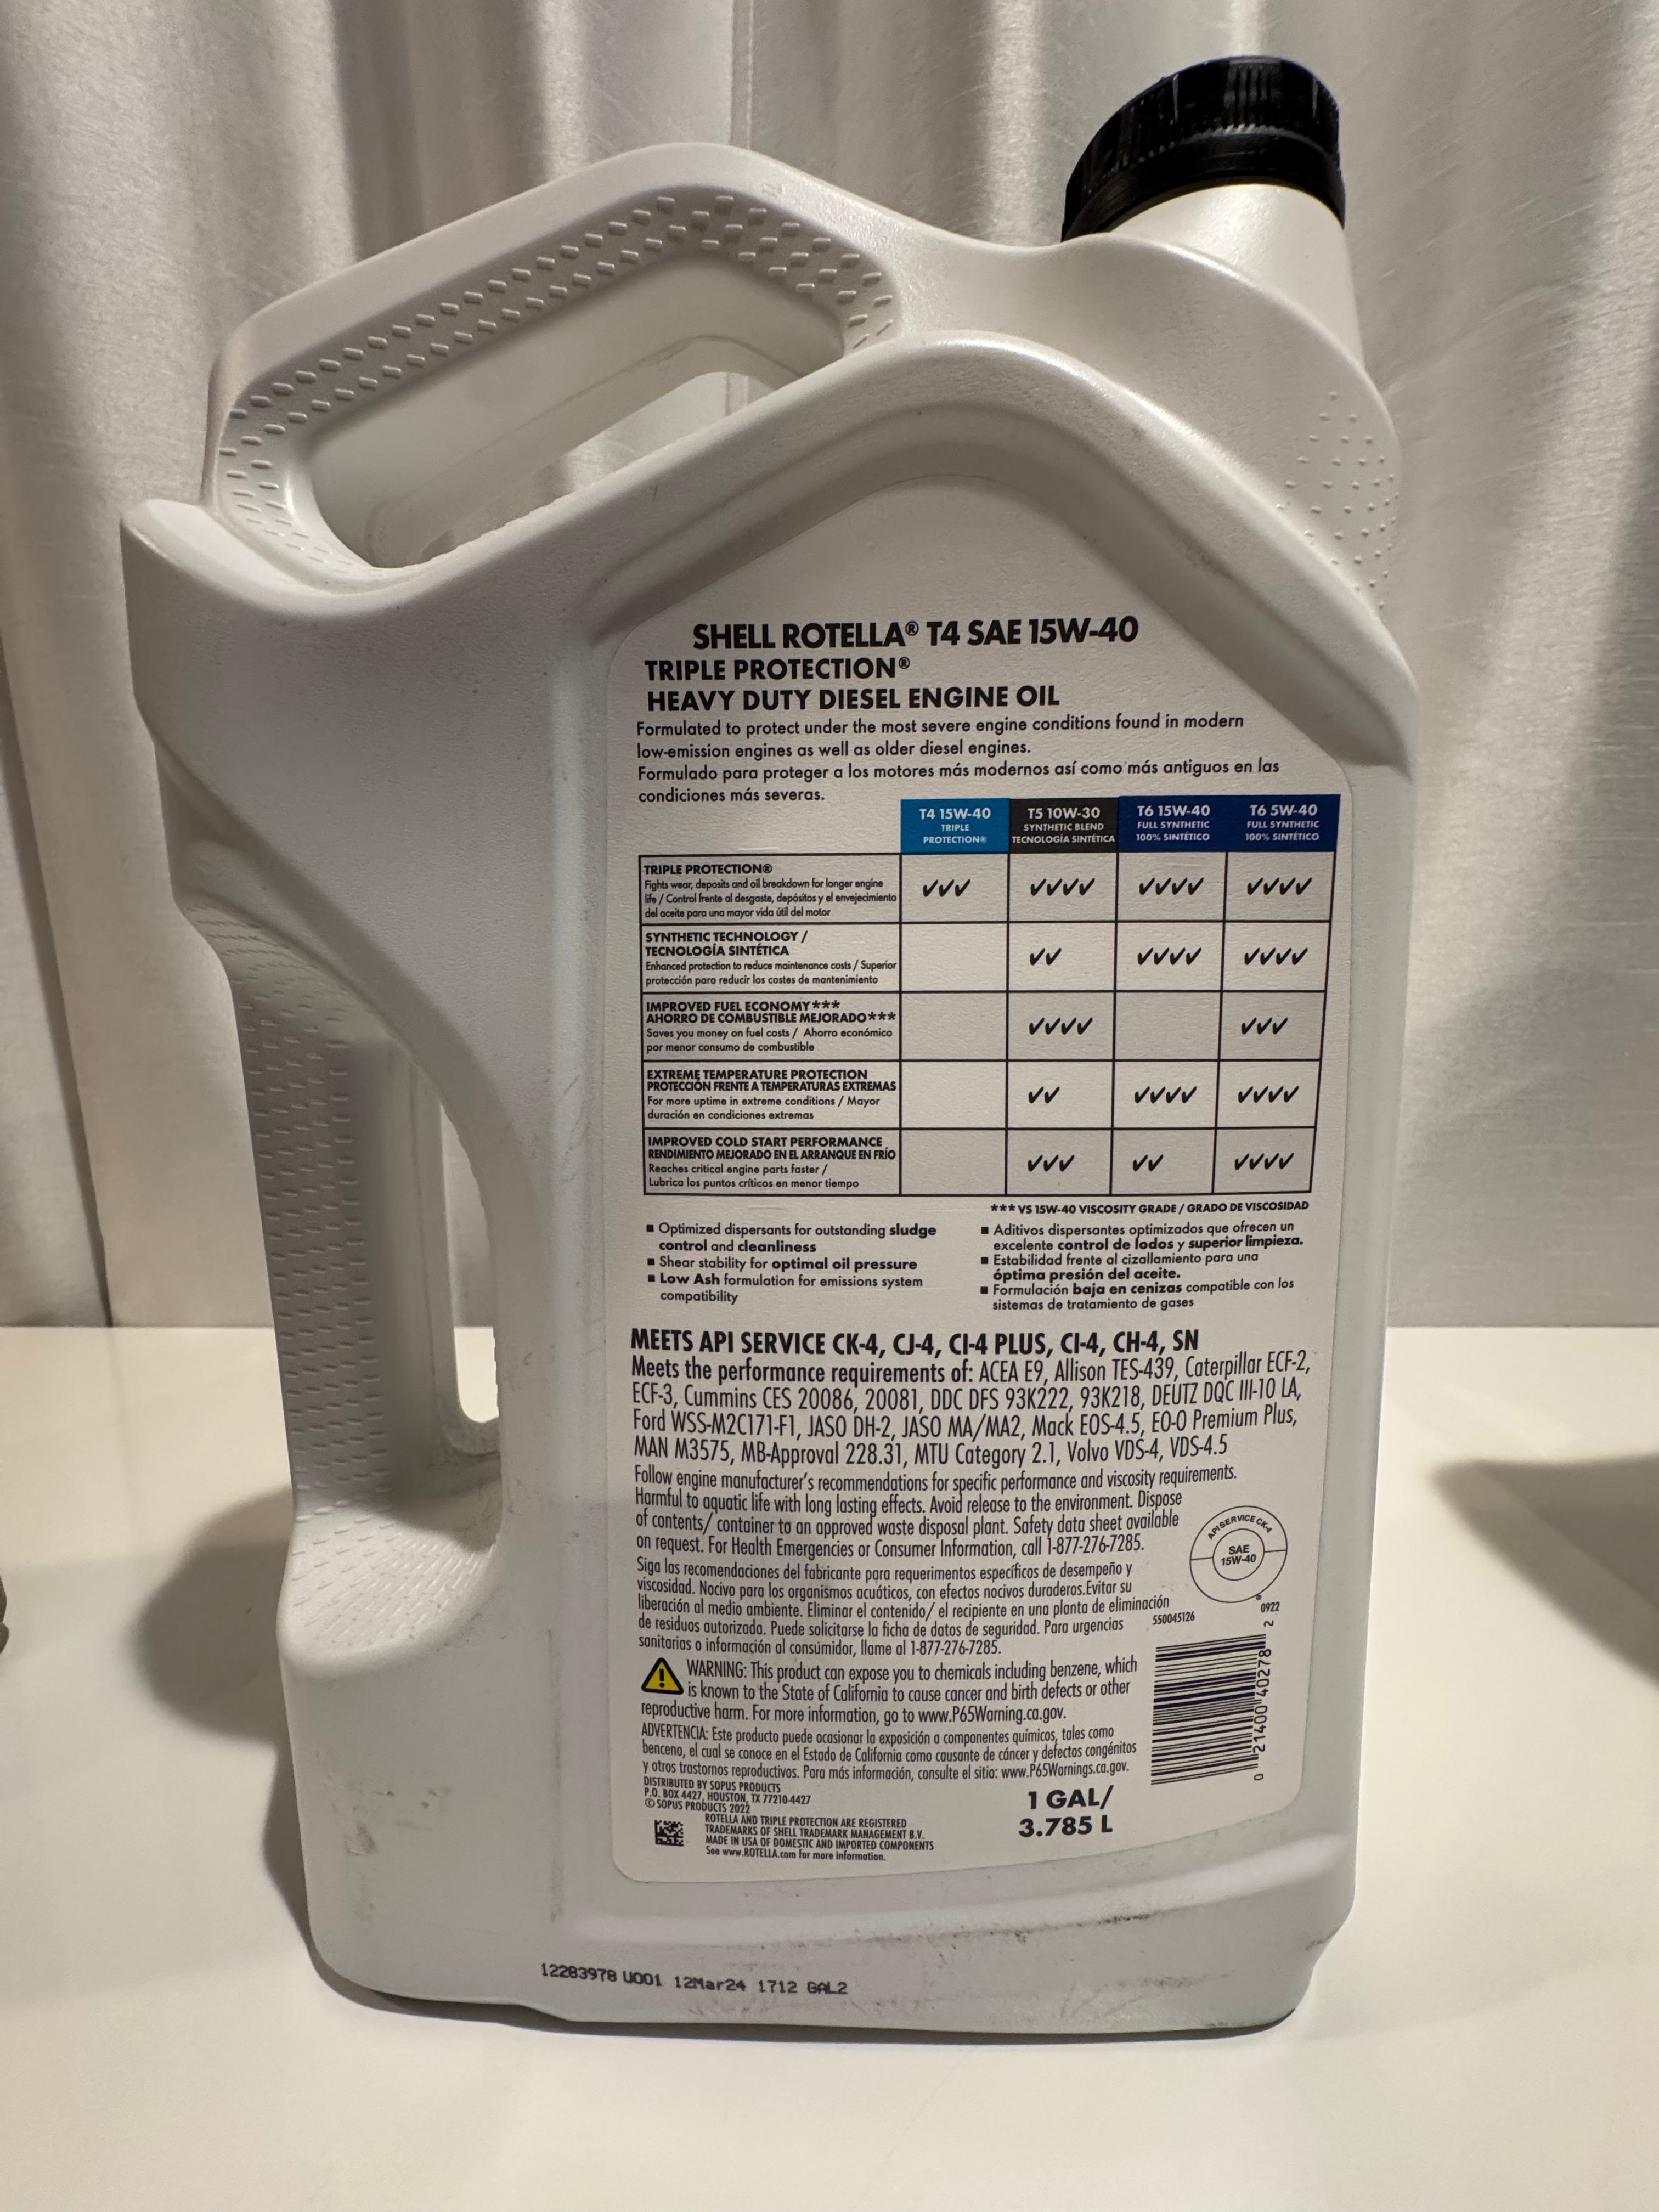 SHELL ROTELLA® T4 SAE 15W-40
TRIPLE PROTECTION®
HEAVY DUTY DIESEL ENGINE OIL
Formulated to protect under the most severe engine conditions found in modern
low-emission engines as well as older diesel engines.
Formulado para proteger a los motores más modernos así como más antiguos en las
condiciones más severas.
T4 15W-40
TRIPLE
PROTECTION®
T5 10W-30
SYNTHETIC BLEND
TECNOLOGÍA SINTÉTICA
T6 15W-40
FULL SYNTHETIC
100% SINTÉTICO
T6 5W-40
FULL SYNTHETIC
100% SINTÉTICO
TRIPLE PROTECTION®
Fights wear, deposits and oil breakdown for longer engine
life / Control frente al desgaste, depósitos y el envejecimiento
del aceite para una mayor vida útil del motor
✓✓✓ ✓✓✓✓ ✓✓✓✓ ✓✓✓✓
SYNTHETIC TECHNOLOGY /
TECNOLOGÍA SINTÉTICA
Enhanced protection to reduce maintenance costs / Superior
protección para reducir los costes de mantenimiento
✓✓ ✓✓✓✓ ✓✓✓✓
IMPROVED FUEL ECONOMY***
AHORRO DE COMBUSTIBLE MEJORADO***
Saves you money on fuel costs / Ahorro económico
por menor consumo de combustible
✓✓✓✓ ✓✓✓
EXTREME TEMPERATURE PROTECTION
PROTECCIÓN FRENTE A TEMPERATURAS EXTREMAS
For more uptime in extreme conditions / Mayor
duración en condiciones extremas
✓✓ ✓✓✓✓ ✓✓✓✓
IMPROVED COLD START PERFORMANCE
RENDIMIENTO MEJORADO EN EL ARRANQUE EN FRÍO
Reaches critical engine parts faster /
Lubrica los puntos críticos en menor tiempo
✓✓✓ ✓✓ ✓✓✓✓
*** VS 15W-40 VISCOSITY GRADE / GRADO DE VISCOSIDAD
▪ Optimized dispersants for outstanding sludge
control and cleanliness
▪ Shear stability for optimal oil pressure
▪ Low Ash formulation for emissions system
compatibility
▪ Aditivos dispersantes optimizados que ofrecen un
excelente control de lodos y superior limpieza.
▪ Estabilidad frente al cizallamiento para una
óptima presión del aceite.
▪ Formulación baja en cenizas compatible con los
sistemas de tratamiento de gases
MEETS API SERVICE CK-4, CJ-4, CI-4 PLUS, CI-4, CH-4, SN
Meets the performance requirements of: ACEA E9, Allison TES-439, Caterpillar ECF-2,
ECF-3, Cummins CES 20086, 20081, DDC DFS 93K222, 93K218, DEUTZ DQC III-10 LA,
Ford WSS-M2C171-F1, JASO DH-2, JASO MA/MA2, Mack EOS-4.5, EO-O Premium Plus,
MAN M3575, MB-Approval 228.31, MTU Category 2.1, Volvo VDS-4, VDS-4.5
Follow engine manufacturer's recommendations for specific performance and viscosity requirements.
Harmful to aquatic life with long lasting effects. Avoid release to the environment. Dispose
of contents/ container to an approved waste disposal plant. Safety data sheet available
on request. For Health Emergencies or Consumer Information, call 1-877-276-7285.
Siga las recomendaciones del fabricante para requerimientos específicos de desempeño y
viscosidad. Nocivo para los organismos acuáticos, con efectos nocivos duraderos.Evitar su
liberación al medio ambiente. Eliminar el contenido/ el recipiente en una planta de eliminación
de residuos autorizada. Puede solicitarse la ficha de datos de seguridad. Para urgencias
sanitarias o información al consumidor, llame al 1-877-276-7285.
API SERVICE CK-4
SAE
15W-40
®
0922
550045126
WARNING: This product can expose you to chemicals including benzene, which
is known to the State of California to cause cancer and birth defects or other
reproductive harm. For more information, go to www.P65Warning.ca.gov.
ADVERTENCIA: Este producto puede ocasionar la exposición a componentes químicos, tales como
benceno, el cual se conoce en el Estado de California como causante de cáncer y defectos congénitos
y otros trastornos reproductivos. Para más información, consulte el sitio: www.P65Warnings.ca.gov.
0 21400 40278 2
DISTRIBUTED BY SOPUS PRODUCTS
P.O. BOX 4427, HOUSTON, TX 77210-4427
© SOPUS PRODUCTS 2022
ROTELLA AND TRIPLE PROTECTION ARE REGISTERED
TRADEMARKS OF SHELL TRADEMARK MANAGEMENT B.V.
MADE IN USA OF DOMESTIC AND IMPORTED COMPONENTS
See www.ROTELLA.com for more information.
1 GAL/
3.785 L
12283978 U001 12Mar24 1712 GAL2